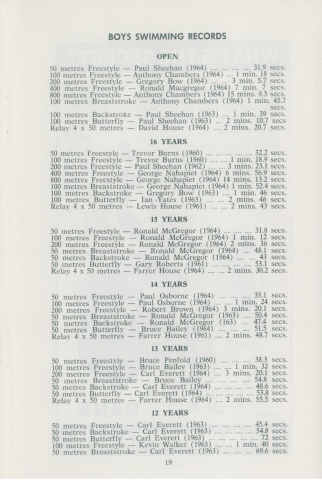 BOYS SWIMMING RECORDS
OPEN
50 metres Freestyle — Paul Sheehan (1964) ... ... ... 31.9 secs.
100 metres Freestyle — Anthony Chambers (1964) ... 1 min. 18 secs.
200 metres Freestyle — Gregory Bow (1964) ... ... 3 min. 5.7 secs.
400 metres Freestyle — Ronald Macgregor (1964) 7 min. 7 secs.
800 metres Freestyle — Anthony Chambers (1964) 15 mins. 9.3 secs.
100 metres Breaststroke — Anthony Chambers (1964) 1 min. 45.7
secs.
100 metres Backstroke — Paul Sheehan (1963) ... 1 min. 39 secs.
100 metres Butterfly — Paul Sheehan (1963) ... 2 mins. 10.7 secs
Relay 4 x 50 metres — David House (1964) ... 2 mins. 20.7 secs.
16 YEARS
50 metres Freestyle — Trevor Burns (1960) ... ... ... 32.2 secs.
100 metres Freestyle — Trevor Burns (1960) ... ... 1 min. 18.9 secs.
200 metres Freestyle — Paul Sheehan (1962) ... 3 mins. 23.1 secs.
400 metres Freestyle — George Nahapiet (1964) 6 mins. 56.9 secs.
800 metres Freestyle — George Nahapiet (1964) 14 mins. 13.2 secs.
100 metres Breaststroke — George Nahapiet (1964) 1 min. 52.4 secs.
100 metres Backstroke — Gregory Bow (1963) ... 1 min. 46 secs.
100 metres Butterfly — Ian Yates (1963) ... ... 2 mins. 46 secs.
Relay 4 x 50 metres — Lewis House (1961) ... 2 mins. 43 secs.
15 YEARS
50 metres Freestyle — Ronald McGregor (1964) ... ... 31.8 secs.
100 metres Freestyle — Ronald McGregor (1964) 1 min. 12 secs.
200 metres Freestyle — Ronald McGregor (1964) 2 mins. 36 secs.
50 metres Breaststroke — Ronald McGregor (1964) ... 48.1 secs.
50 metres Backstroke — Ronald McGregor (1964) ... ... 43 secs.
50 metres Butterfly — Gary Roberts (1961) ... ... ... 53.1 secs.
Relay 4 x 50 metres — Farrer House (1964) ... ... 2 mins. 30.2 secs.
14 YEARS
50 metres Freestyle — Paul Osborne (1964) ... ... ... 35.1 secs.
100 metres Freestyle — Paul Osborne (1964) ... ... 1 min. 24 secs.
200 metres Freestyle — Robert Brown (1964) 3 mins. 20.1 secs.
50 metres Breaststroke — Ronald McGregor (1963) ... 50.4 secs.
50 metres Backstroke — Ronald McGregor (163) ... 47.4 secs.
50 metres Butterfly — Bruce Bailey (1964) ... ... 51.5 secs.
Relay 4 x 50 metres — Farrer House (1961) ... 2 mins. 48.7 secs.
13 YEARS
50 metres Freestyle — Bruce Penfold (1960) ... ... ... 38.3 secs.
100 metres Freestyle — Bruce Bailey (1963) ... ... 1 min. 32 secs.
200 metres Freestyle — Carl Everett (1964) ... 3 mins. 20.1 secs.
50 metres Breaststroke — Bruce Bailey ... ... ... 54.8 secs.
50 metres Backstroke — Carl Everett (1964) ... ... ... 48.6 secs.
50 metres Butterfly — Carl Everett (1964) ... ... ... 53.8 secs.
Relay 4 x 50 metres — Farrer House (1964) ... 2 mins. 55.5 secs.
12 YEARS
50 metres Freestyle — Carl Everett (1963) ... ... ... 45.4 secs.
50 metres Backstroke — Carl Everett (1963) ... ... ... 54.8 secs.
50 metres Butterfly — Carl Everett (1963) ... ... ... 72 secs.
100 metres Freestyle — Kevin Walker (1963) ... ... 1 min. 40 secs.
50 metres Breaststroke — Carl Everett (1963) ... ... 69.6 secs.
19